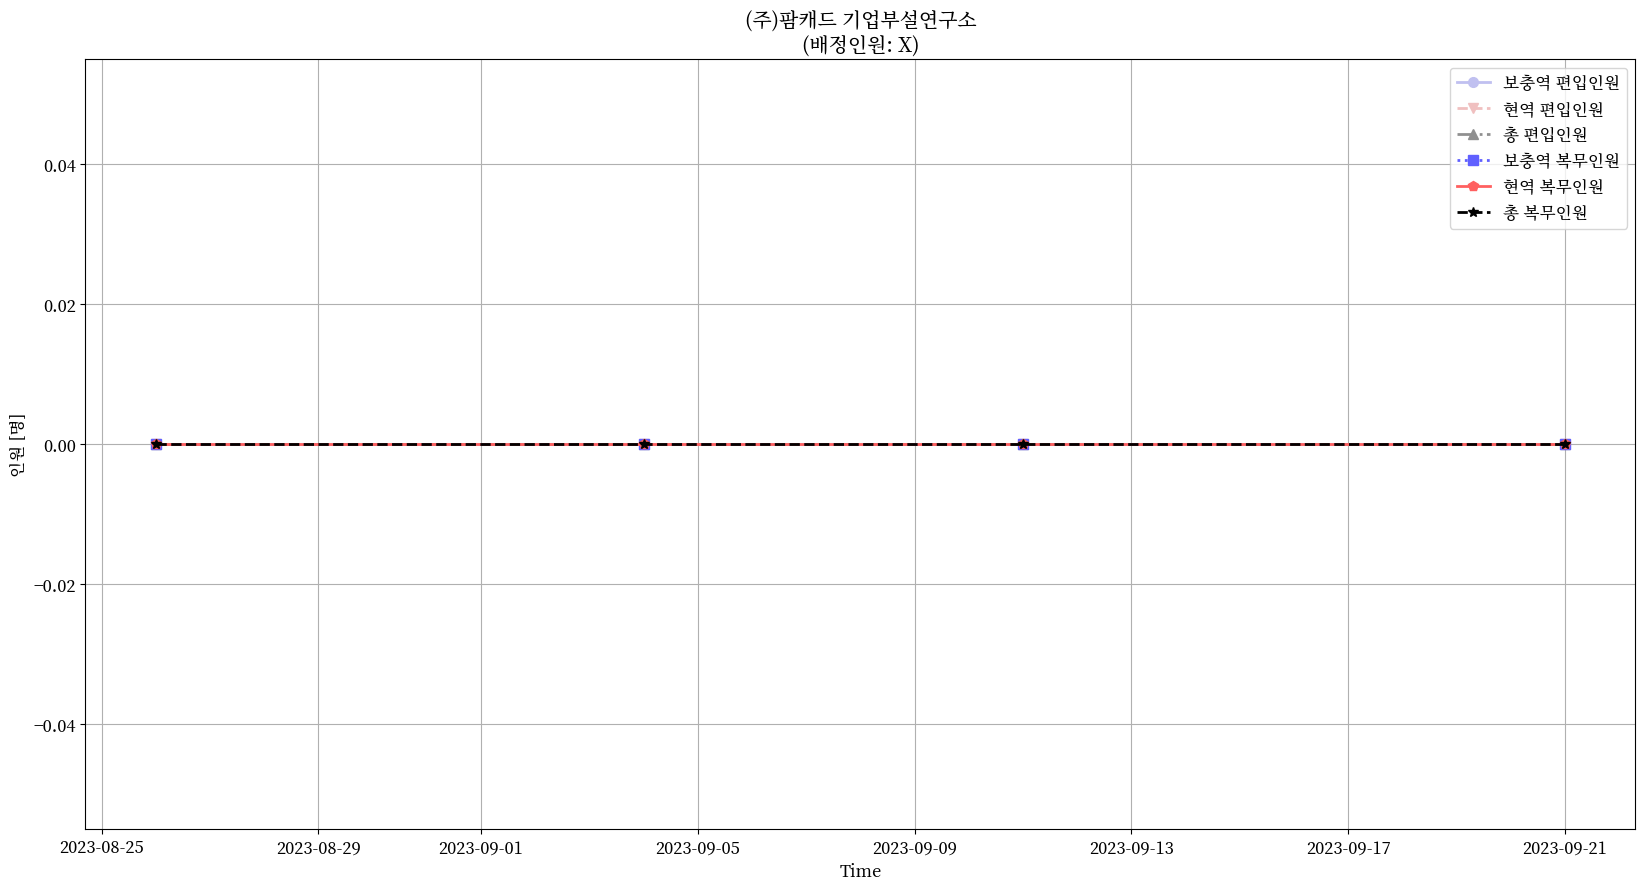 (주)팜캐드 기업부설연구소
(배정인원: X)
보충역 편입인원
현역 편입인원
총 편입인원
보충역 복무인원
현역 복무인원
총 복무인원
인원 [명]
0.04
0.02
0.00
−0.02
−0.04
2023-08-25
2023-08-29
2023-09-01
2023-09-05
2023-09-09
2023-09-13
2023-09-17
2023-09-21
Time